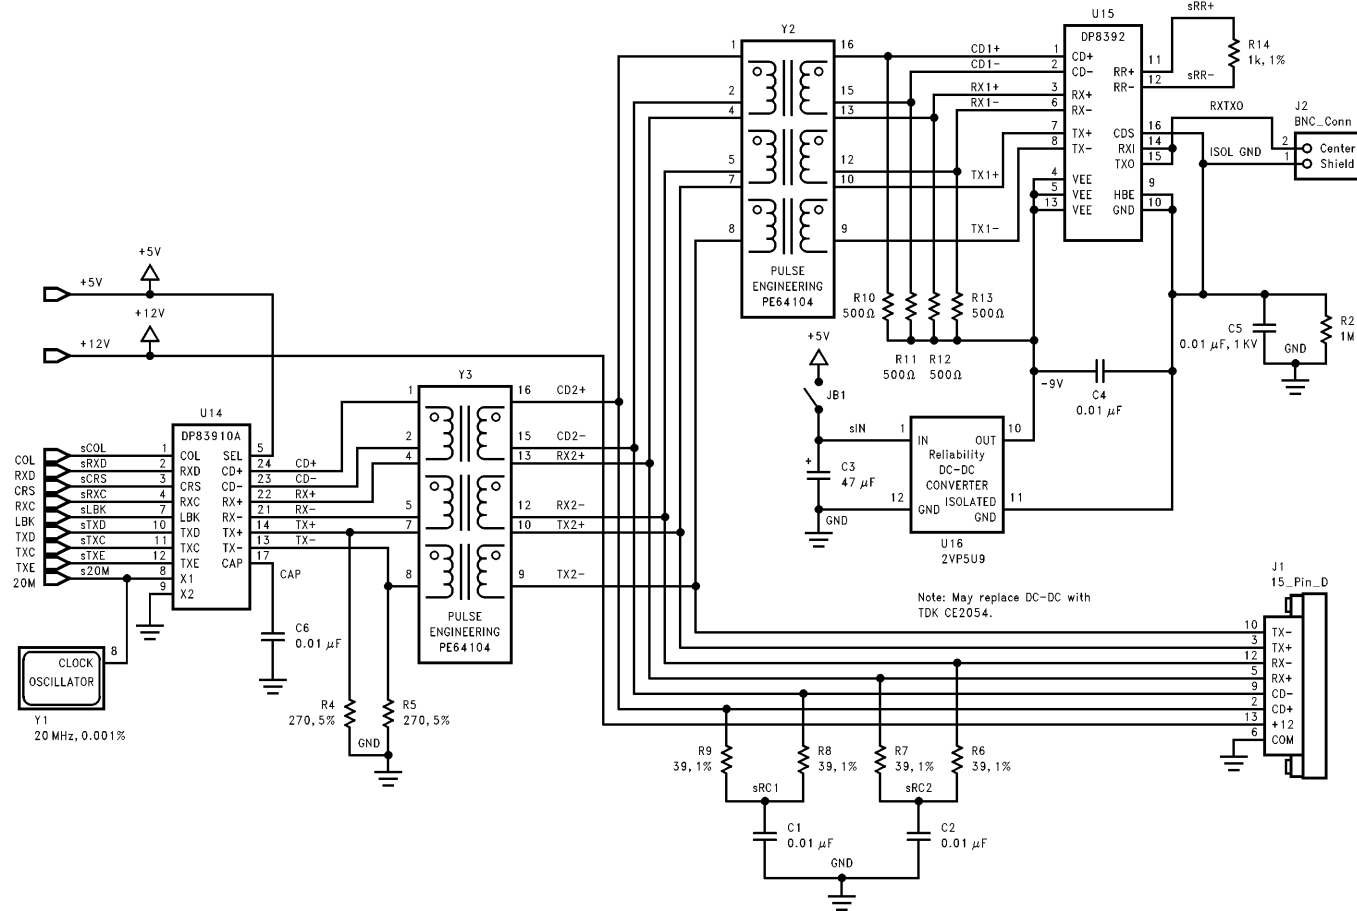 sRR+
U15
Y2
DP8392
R14
1k, 1%
1
16
CD1+
1
CD+
11
CD1-
2
CD-
RR+
12
sRR-
RR-
2
15
RX1+
3
RX+
4
13
RX1-
6
RX-
RXTXO
J2
BNC_Conn
7
TX+
CDS
16
8
TX-
RXI
14
2
Center
TXO
15
ISOL GND
1
Shield
5
12
7
10
TX1+
4
VEE
HBE
9
5
VEE
13
VEE
GND
10
8
9
TX1-
PULSE
ENGINEERING
PE64104
+5V
+5V
+12V
+12V
R10
500Ω
R13
500Ω
R11
500Ω
R12
500Ω
C5
0.01 µF, 1KV
GND
R2
1M
+5V
JB1
-9V
C4
0.01 µF
Y3
1
16
CD2+
2
15
CD2-
4
13
RX2+
5
12
RX2-
7
10
TX2+
8
9
TX2-
PULSE
ENGINEERING
PE64104
sIN
1
IN
OUT
10
Reliability
DC-DC
CONVERTER
12
GND
ISOLATED
GND
11
U16
2VP5U9
+
C3
47 µF
GND
Note: May replace DC-DC with
TDK CE2054.
U14
DP83910A
COL
sCOL
1
COL
SEL
5
RXD
sRXD
2
RXD
CD+
24
CD+
CRS
sCRS
3
CRS
CD-
23
CD-
RXC
sRXC
4
RXC
RX+
22
RX+
LBK
sLBK
7
LBK
RX-
21
RX-
TXD
sTXD
10
TXD
TX+
14
TX+
TXC
sTXC
11
TXC
TX-
13
TX-
TXE
sTXE
12
TXE
CAP
17
CAP
20M
s20M
8
X1
9
X2
C6
0.01 µF
8
CLOCK
OSCILLATOR
Y1
20 MHz, 0.001%
R4
270, 5%
R5
270, 5%
GND
J1
15_Pin_D
10
TX-
3
TX+
12
RX-
5
RX+
9
CD-
2
CD+
13
+12
6
COM
R9
39, 1%
R8
39, 1%
R7
39, 1%
R6
39, 1%
sRC1
sRC2
C1
0.01 µF
C2
0.01 µF
GND